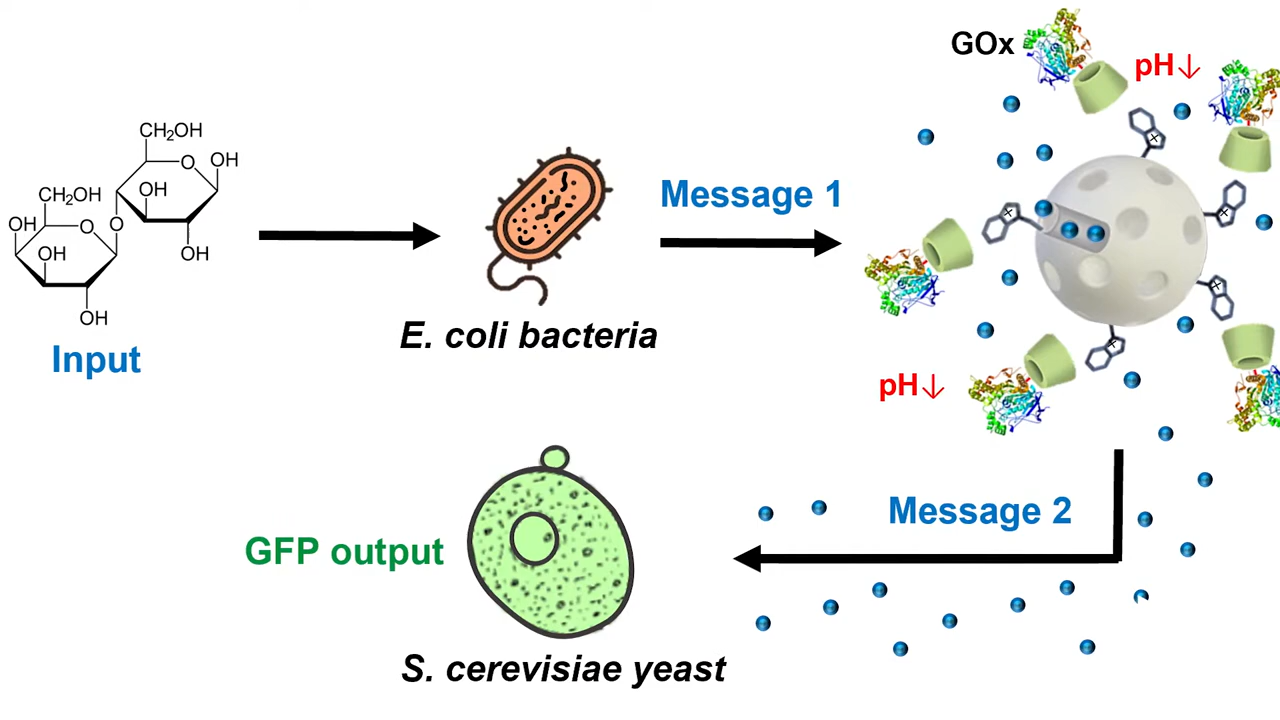 GOx
pH↓
CH₂OH
OH
O
OH
CH₂OH
OH
O
OH
O
OH
OH
OH
Input
E. coli bacteria
Message 1
pH↓
Message 2
GFP output
S. cerevisiae yeast